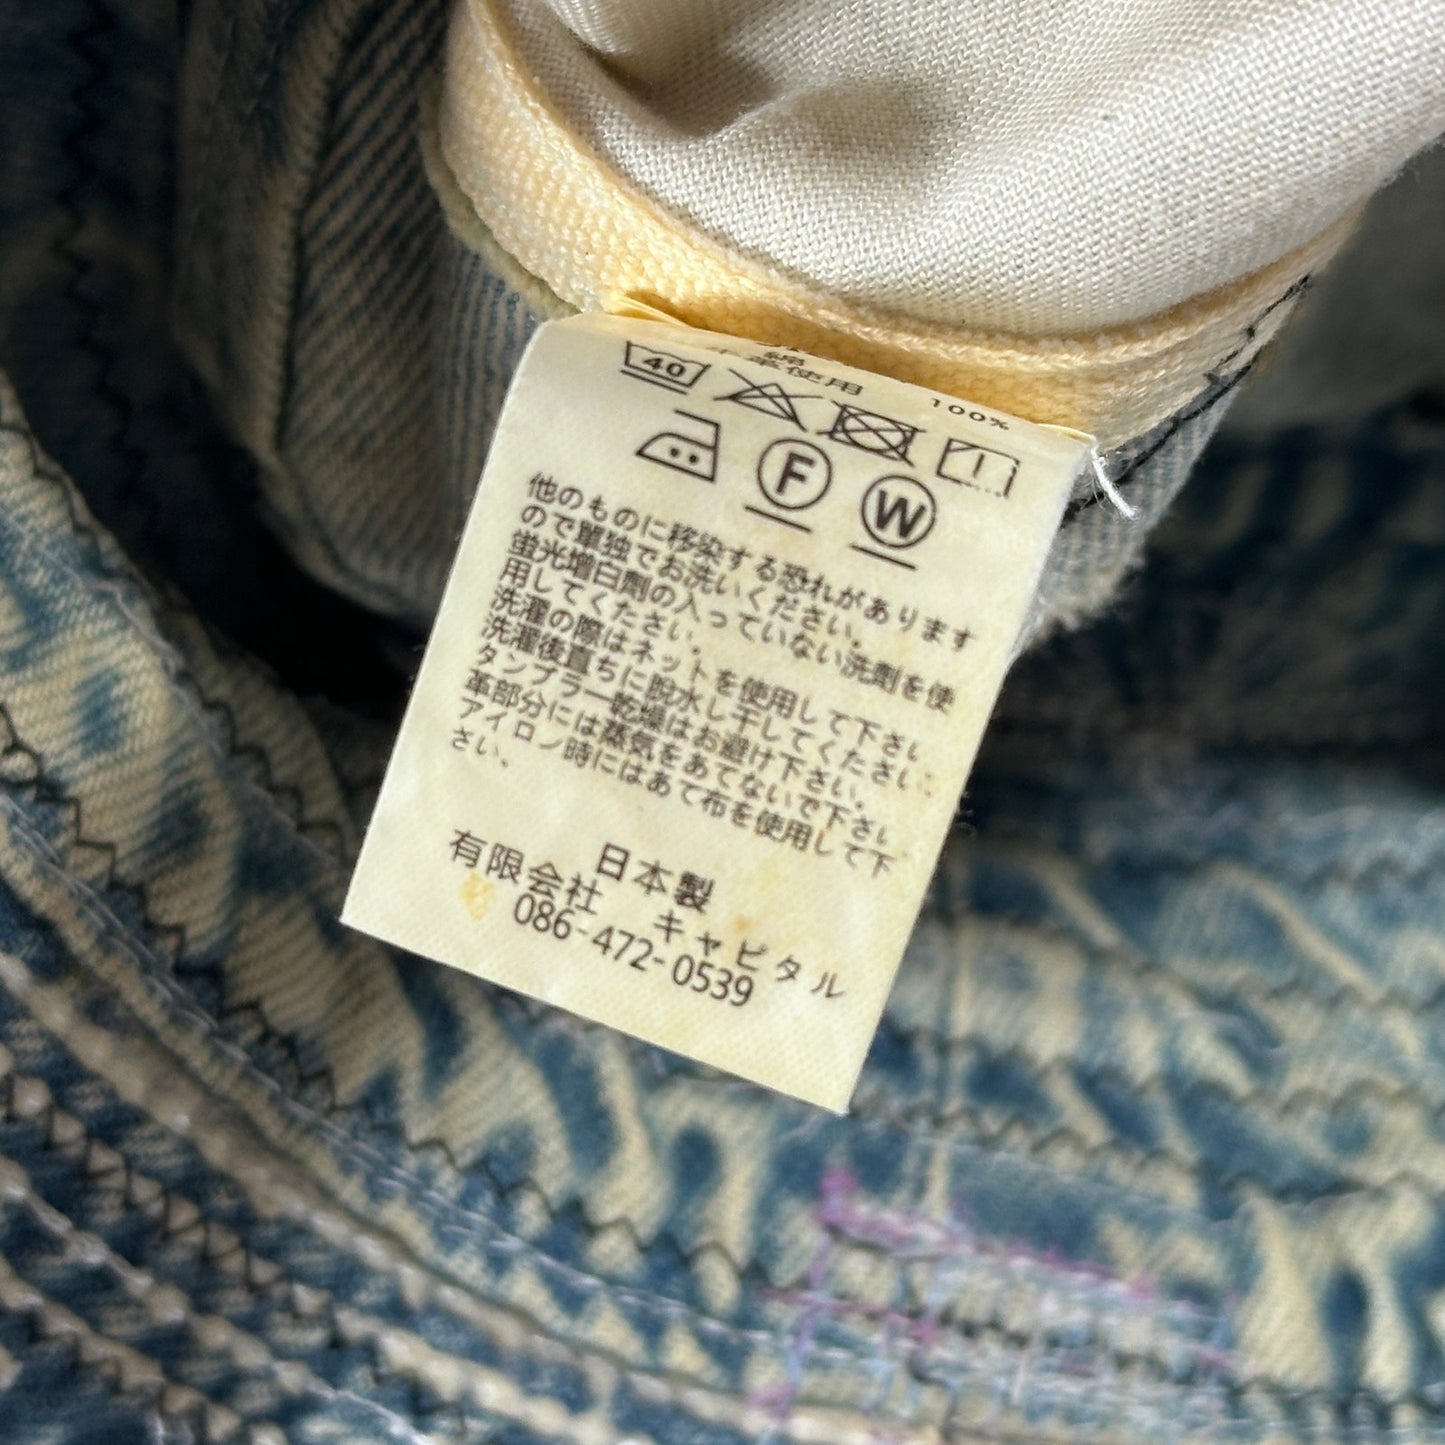 綿 100%
本革使用
40
F W
他のものに移染する恐れがあります
ので単独でお洗いください.
蛍光増白剤の入っていない洗剤を使
用してください.
洗濯の際はネットを使用して下さい
洗濯後直ちに脱水し干してください.
タンブラー乾燥はお避け下さい.
革部分には蒸気をあてないで下さい
アイロン時にはあて布を使用して下
さい.
日本製
有限会社 キャピタル
086-472-0539